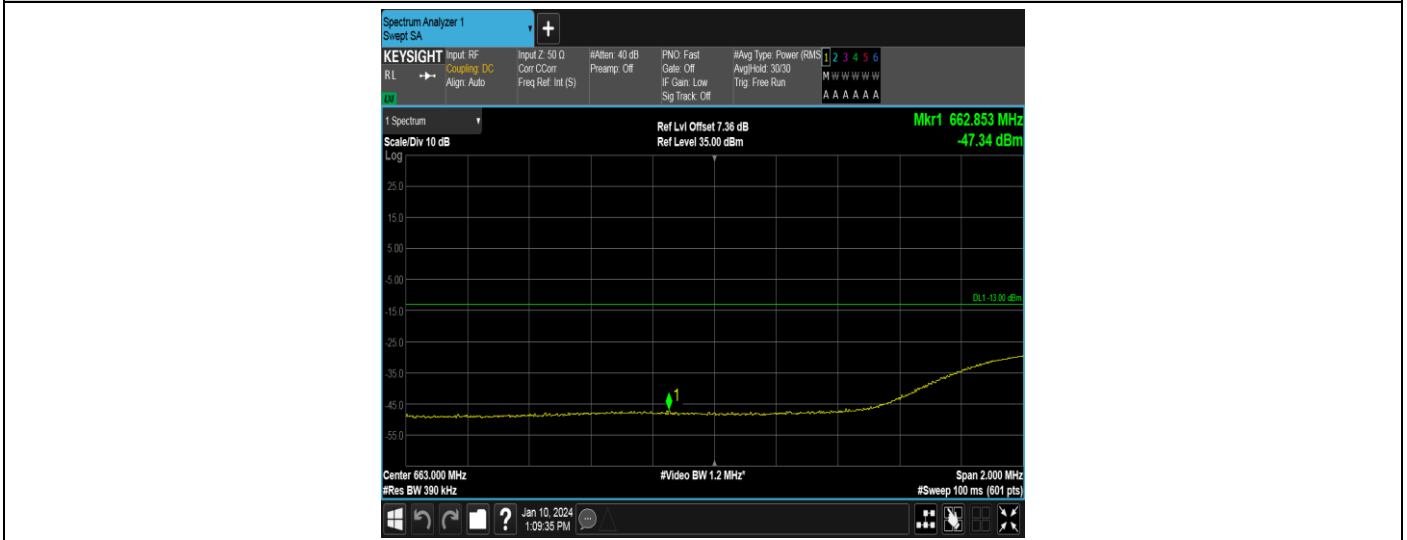 Spectrum Analyzer 1
Swept SA
+
KEYSIGHT
RL
Input: RF
Coupling: DC
Align: Auto
Input Z: 50 Ω
Corr CCorr
Freq Ref: Int (S)
#Atten: 40 dB
Preamp: Off
PNO: Fast
Gate: Off
IF Gain: Low
Sig Track: Off
#Avg Type: Power (RMS
Avg|Hold: 30/30
Trig: Free Run
1 2 3 4 5 6
M W W W W W
A A A A A A
1 Spectrum
Scale/Div 10 dB
Ref Lvl Offset 7.36 dB
Ref Level 35.00 dBm
Mkr1 662.853 MHz
-47.34 dBm
Log
25.0
15.0
5.00
-5.00
DL1 -13.00 dBm
-15.0
-25.0
-35.0
1
-45.0
-55.0
Center 663.000 MHz
#Video BW 1.2 MHz*
Span 2.000 MHz
#Res BW 390 kHz
#Sweep 100 ms (601 pts)
?
Jan 10, 2024
1:09:35 PM